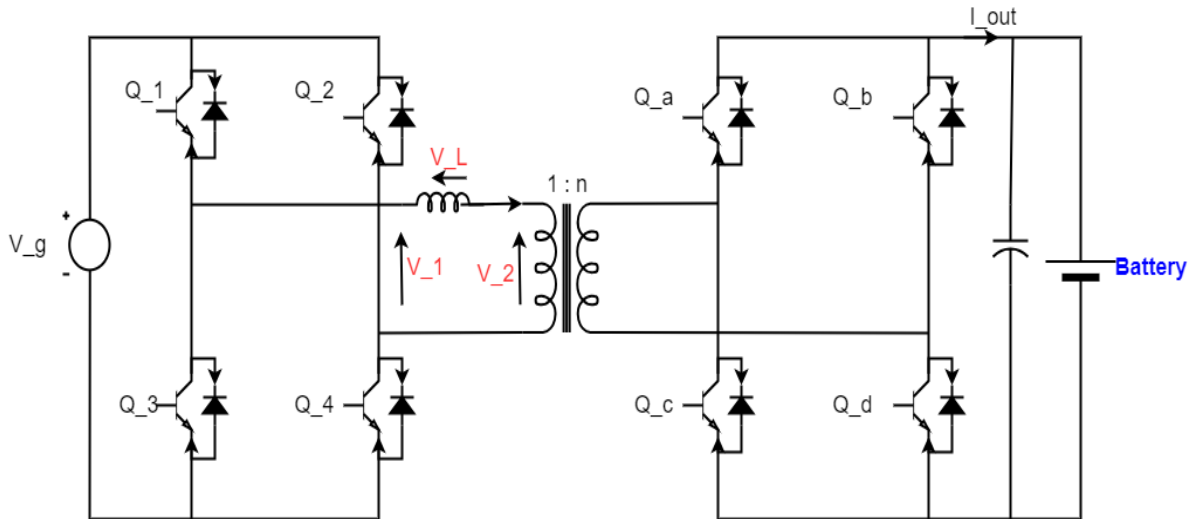 I_out
Q_1
Q_2
Q_a
Q_b
V_L
1 : n
+
V_g
-
V_1
V_2
Battery
Q_3
Q_4
Q_c
Q_d